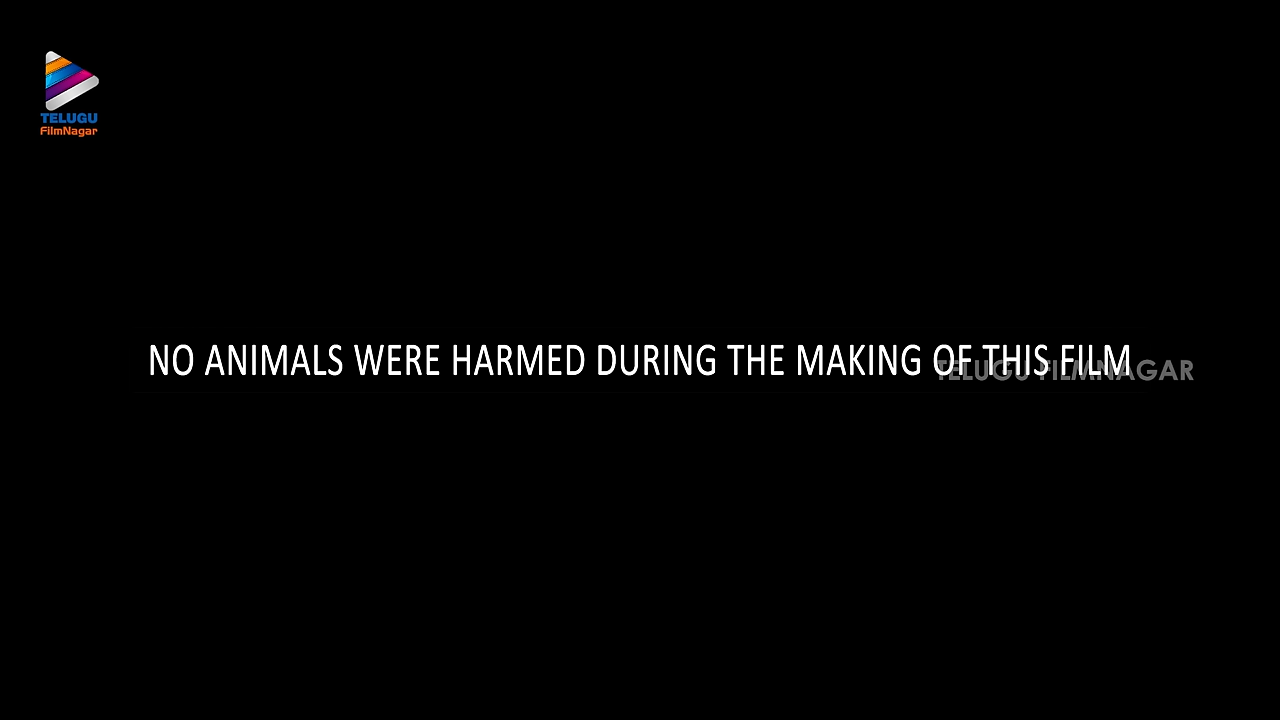 TELUGU
FilmNagar
NO ANIMALS WERE HARMED DURING THE MAKING OF THIS FILM
TELUGU FILMNAGAR